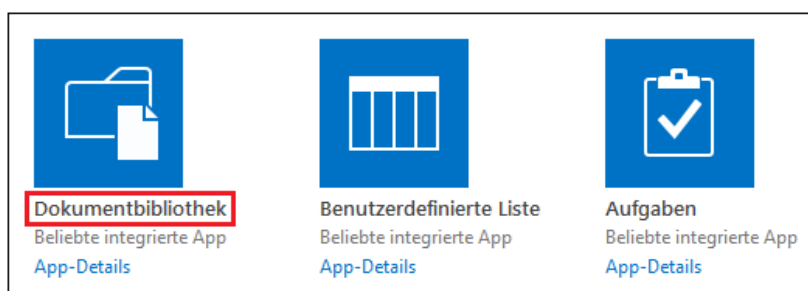 Dokumentbibliothek
Beliebte integrierte App
App-Details
Benutzerdefinierte Liste
Beliebte integrierte App
App-Details
Aufgaben
Beliebte integrierte App
App-Details